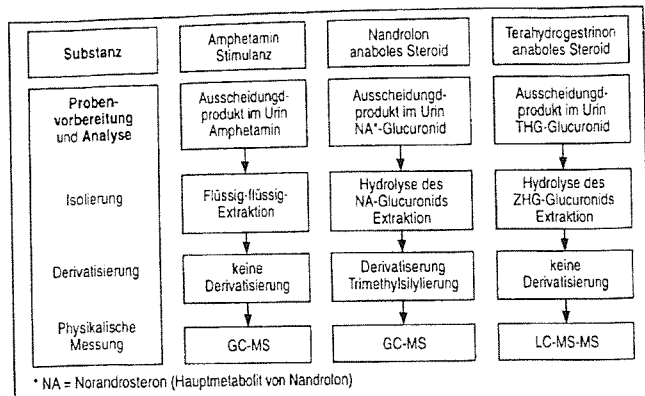 Substanz
Amphetamin
Stimulanz
Nandrolon
anaboles Steroid
Terahydrogestrinon
anaboles Steroid
Proben-
vorbereitung
und Analyse
Ausscheidungd-
produkt im Urin
Amphetamin
Ausscheidungd-
produkt im Urin
NA*-Glucuronid
Ausscheidungd-
produkt im Urin
THG-Glucuronid
Isolierung
Flüssig-flüssig-
Extraktion
Hydrolyse des
NA-Glucuronids
Extraktion
Hydrolyse des
ZHG-Glucuronids
Extraktion
Derivatisierung
keine
Derivatisierung
Derivatiserung
Trimethylsilylierung
keine
Derivatisierung
Physikalische
Messung
GC-MS
GC-MS
LC-MS-MS
* NA = Norandrosteron (Hauptmetabolit von Nandrolon)